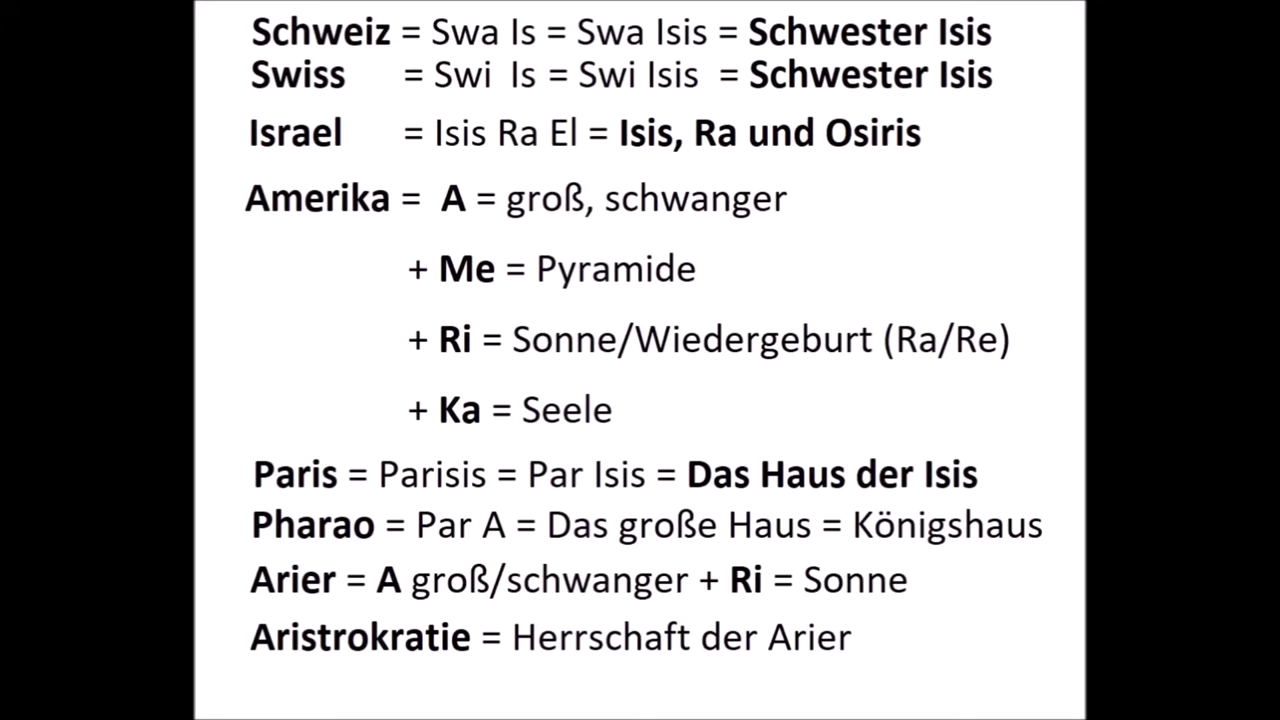 Schweiz = Swa Is = Swa Isis = Schwester Isis
Swiss = Swi Is = Swi Isis = Schwester Isis
Israel = Isis Ra El = Isis, Ra und Osiris
Amerika = A = groß, schwanger
+ Me = Pyramide
+ Ri = Sonne/Wiedergeburt (Ra/Re)
+ Ka = Seele
Paris = Parisis = Par Isis = Das Haus der Isis
Pharao = Par A = Das große Haus = Königshaus
Arier = A groß/schwanger + Ri = Sonne
Aristrokratie = Herrschaft der Arier